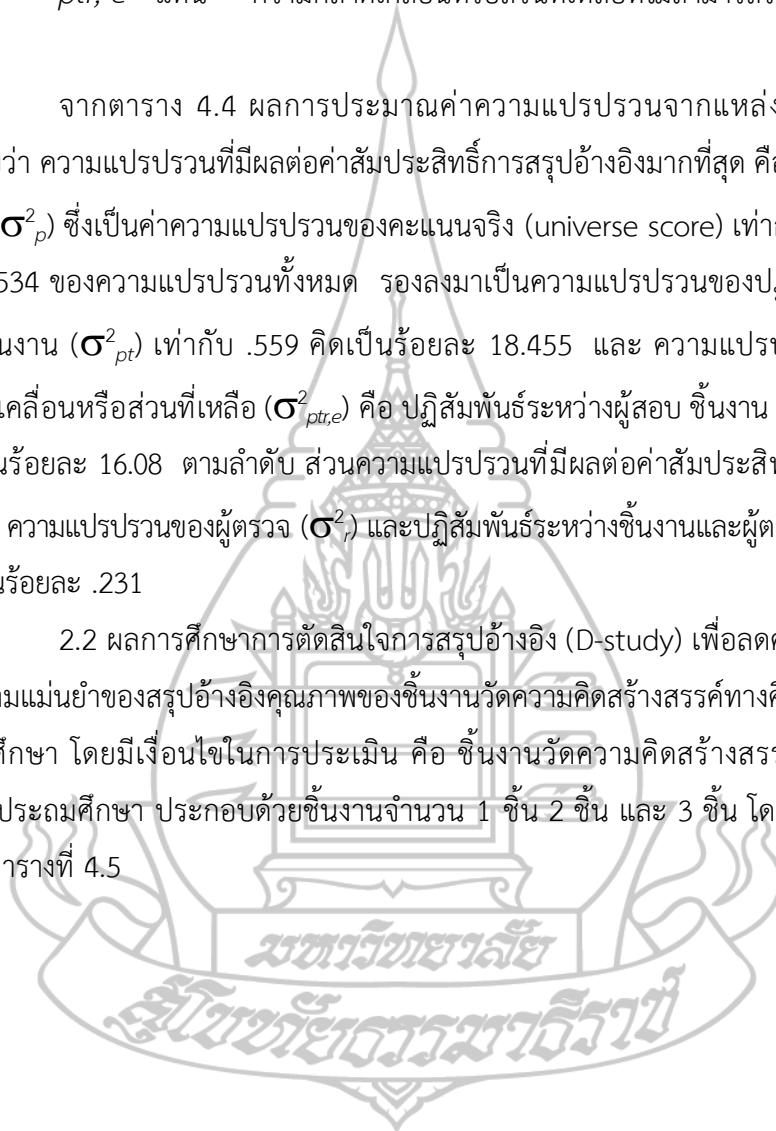 จากตาราง 4.4 ผลการประมาณค่าความแปรปรวนจากแหล่ง
ว่า ความแปรปรวนที่มีผลต่อค่าสัมประสิทธิ์การสรุปอ้างอิงมากที่สุด คือ
σ²p) ซึ่งเป็นค่าความแปรปรวนของคะแนนจริง (universe score) เท่า
534 ของความแปรปรวนทั้งหมด รองลงมาเป็นความแปรปรวนของ
นงาน (σ²pt) เท่ากับ .559 คิดเป็นร้อยละ 18.455 และ ความแปร
เคลื่อนหรือส่วนที่เหลือ (σ²ptr,e) คือ ปฏิสัมพันธ์ระหว่างผู้สอบ ชิ้นงาน
นร้อยละ 16.08 ตามลำดับ ส่วนความแปรปรวนที่มีผลต่อค่าสัมประสิ
ความแปรปรวนของผู้ตรวจ (σ²r) และปฏิสัมพันธ์ระหว่างชิ้นงานและผู้ต
นร้อยละ .231
2.2 ผลการศึกษาการตัดสินใจการสรุปอ้างอิง (D-study) เพื่อลด
ามแม่นยำของสรุปอ้างอิงคุณภาพของชิ้นงานวัดความคิดสร้างสรรค์ทาง
ศึกษา โดยมีเงื่อนไขในการประเมิน คือ ชิ้นงานวัดความคิดสร้างสรร
ประถมศึกษา ประกอบด้วยชิ้นงานจำนวน 1 ชิ้น 2 ชิ้น และ 3 ชิ้น โด
ารางที่ 4.5
มหาวิทยาลัย
สุโขทัยธรรมาธิราช